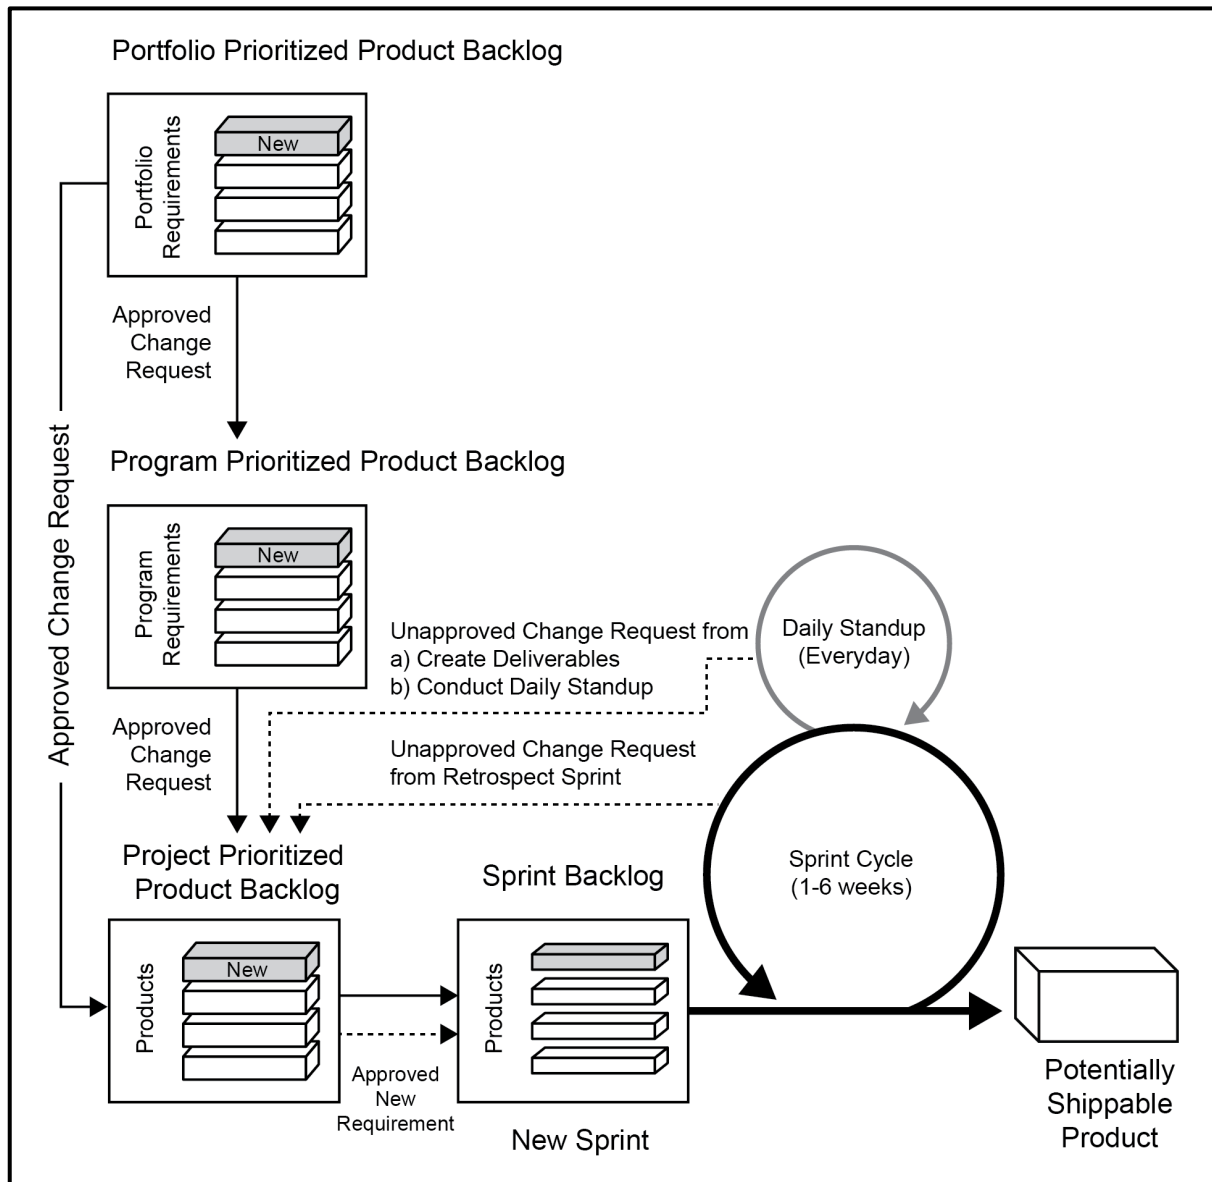 Portfolio Prioritized Product Backlog
Portfolio
Requirements
New
Approved
Change
Request
Approved Change Request
Program Prioritized Product Backlog
Program
Requirements
New
Approved
Change
Request
Unapproved Change Request from
a) Create Deliverables
b) Conduct Daily Standup
Daily Standup
(Everyday)
Unapproved Change Request
from Retrospect Sprint
Sprint Cycle
(1-6 weeks)
Project Prioritized
Product Backlog
Products
New
Approved
New
Requirement
Sprint Backlog
Products
New Sprint
Potentially
Shippable
Product